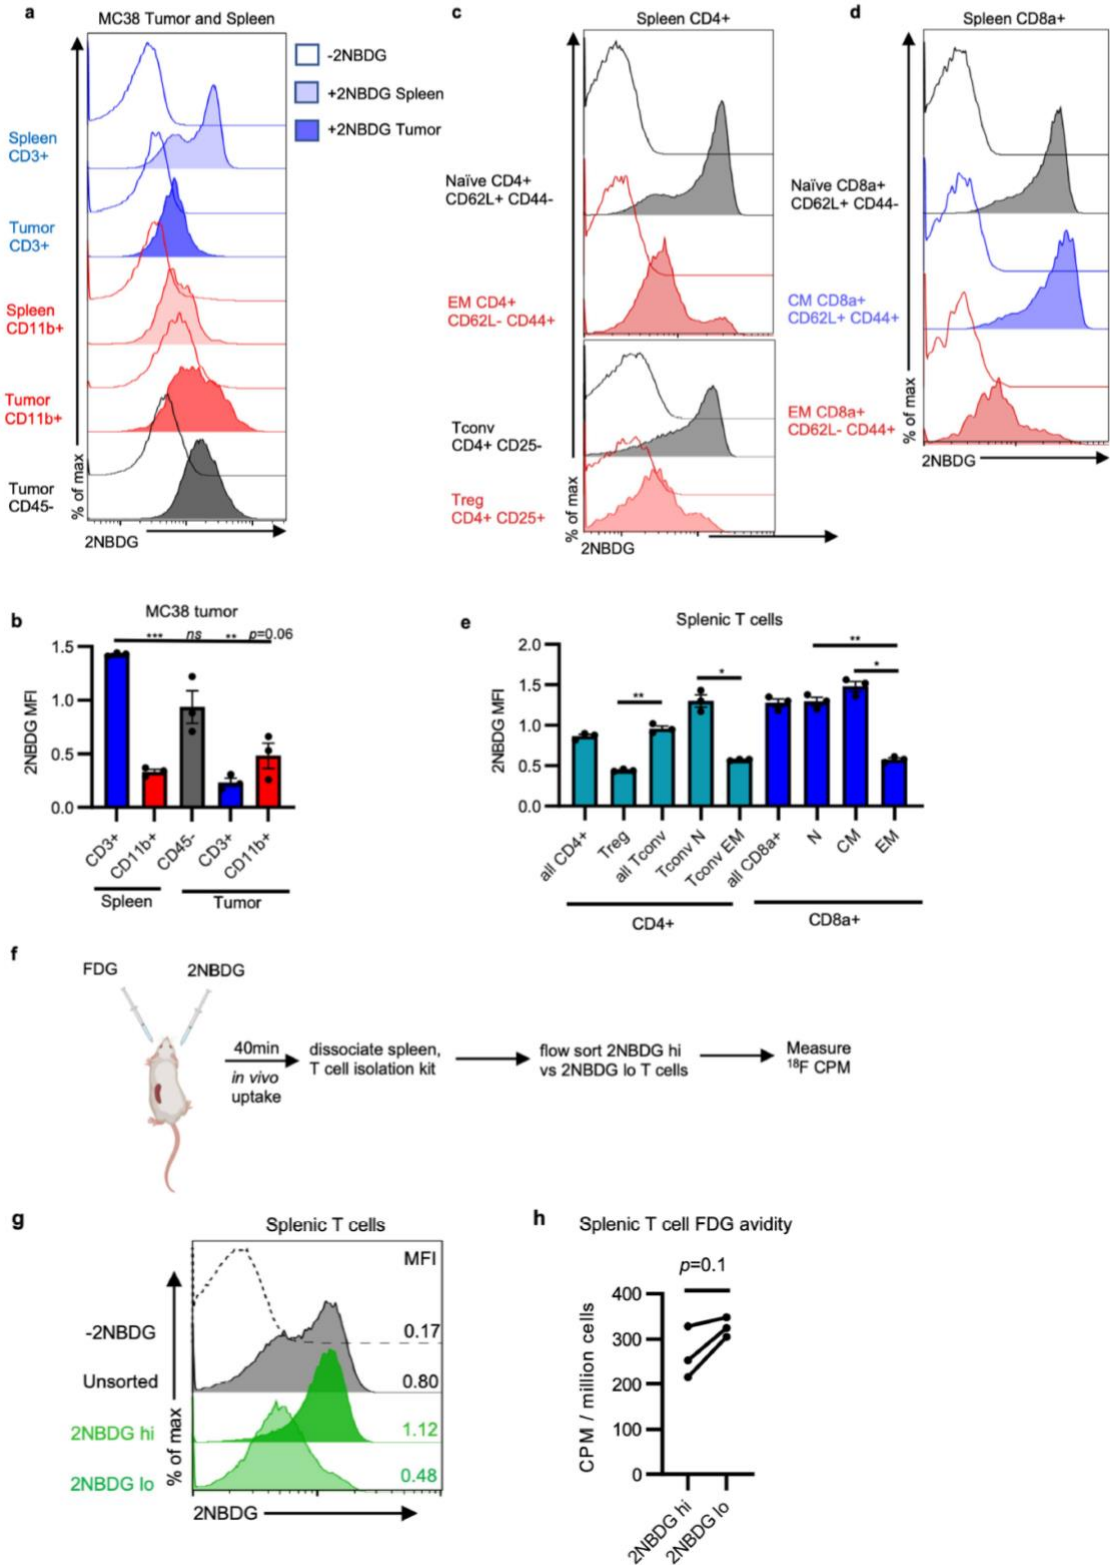 a
MC38 Tumor and Spleen
-2NBDG
+2NBDG Spleen
+2NBDG Tumor
Spleen
CD3+
Tumor
CD3+
Spleen
CD11b+
Tumor
CD11b+
Tumor
CD45-
% of max
2NBDG
c
Spleen CD4+
Naïve CD4+
CD62L+ CD44-
EM CD4+
CD62L- CD44+
Tconv
CD4+ CD25-
Treg
CD4+ CD25+
% of max
2NBDG
d
Spleen CD8a+
Naïve CD8a+
CD62L+ CD44-
CM CD8a+
CD62L+ CD44+
EM CD8a+
CD62L- CD44+
% of max
2NBDG
b
MC38 tumor
*** ns ** p=0.06
2NBDG MFI
1.5
1.0
0.5
0.0
CD3+
CD11b+
CD45-
CD3+
CD11b+
Spleen
Tumor
e
Splenic T cells
2NBDG MFI
2.0
1.5
1.0
0.5
0.0
**
*
**
*
all CD4+
Treg
all Tconv
Tconv N
Tconv EM
all CD8a+
N
CM
EM
CD4+
CD8a+
f
FDG
2NBDG
40min
in vivo
uptake
dissociate spleen,
T cell isolation kit
flow sort 2NBDG hi
vs 2NBDG lo T cells
Measure
¹⁸F CPM
g
Splenic T cells
MFI
-2NBDG
0.17
Unsorted
0.80
2NBDG hi
1.12
2NBDG lo
0.48
% of max
2NBDG
h
Splenic T cell FDG avidity
p=0.1
CPM / million cells
400
300
200
100
0
2NBDG hi
2NBDG lo